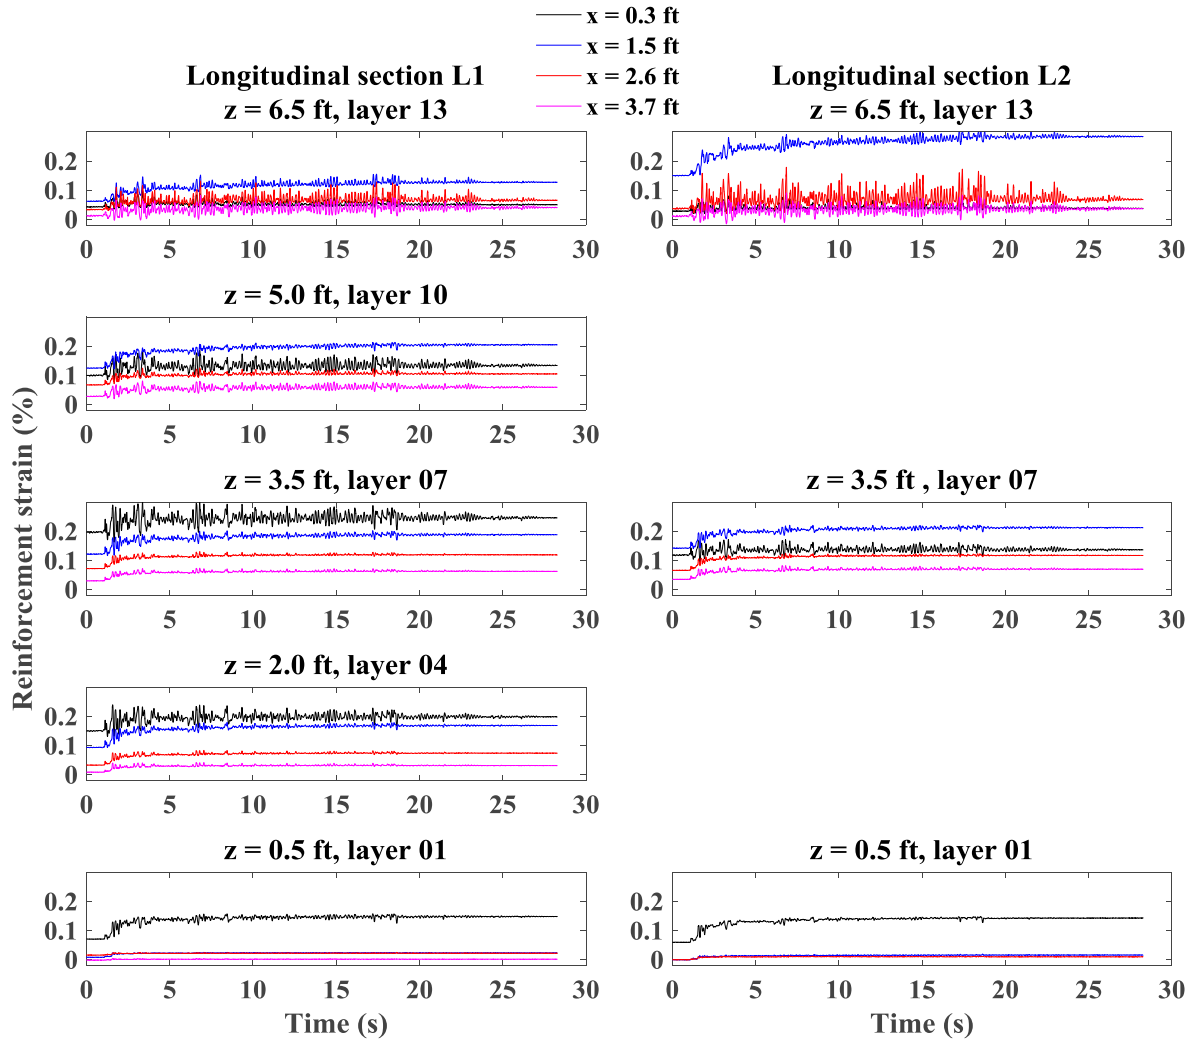 x = 0.3 ft
x = 1.5 ft
x = 2.6 ft
x = 3.7 ft
Longitudinal section L1
z = 6.5 ft, layer 13
0.2
0.1
0
0 5 10 15 20 25 30
Longitudinal section L2
z = 6.5 ft, layer 13
0.2
0.1
0
0 5 10 15 20 25 30
z = 5.0 ft, layer 10
0.2
0.1
0
0 5 10 15 20 25 30
Reinforcement strain (%)
z = 3.5 ft, layer 07
0.2
0.1
0
0 5 10 15 20 25 30
z = 3.5 ft , layer 07
0.2
0.1
0
0 5 10 15 20 25 30
z = 2.0 ft, layer 04
0.2
0.1
0
0 5 10 15 20 25 30
z = 0.5 ft, layer 01
0.2
0.1
0
0 5 10 15 20 25 30
Time (s)
z = 0.5 ft, layer 01
0.2
0.1
0
0 5 10 15 20 25 30
Time (s)